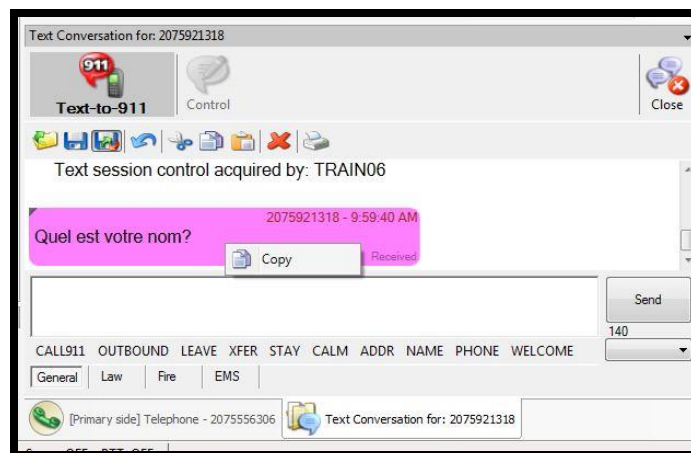 Text Conversation for: 2075921318
911
Text-to-911
Control
Close
Text session control acquired by: TRAIN06
2075921318 - 9:59:40 AM
Quel est votre nom?
Copy
Received
Send
140
CALL911 OUTBOUND LEAVE XFER STAY CALM ADDR NAME PHONE WELCOME
General Law Fire EMS
[Primary side] Telephone - 2075556306 Text Conversation for: 2075921318